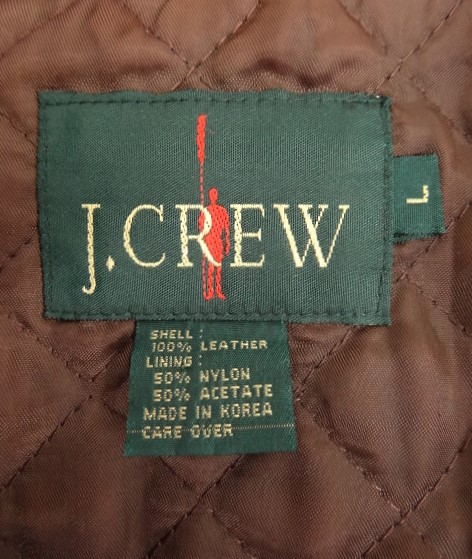 J.CREW
L
SHELL:
100% LEATHER
LINING:
50% NYLON
50% ACETATE
MADE IN KOREA
CARE OVER